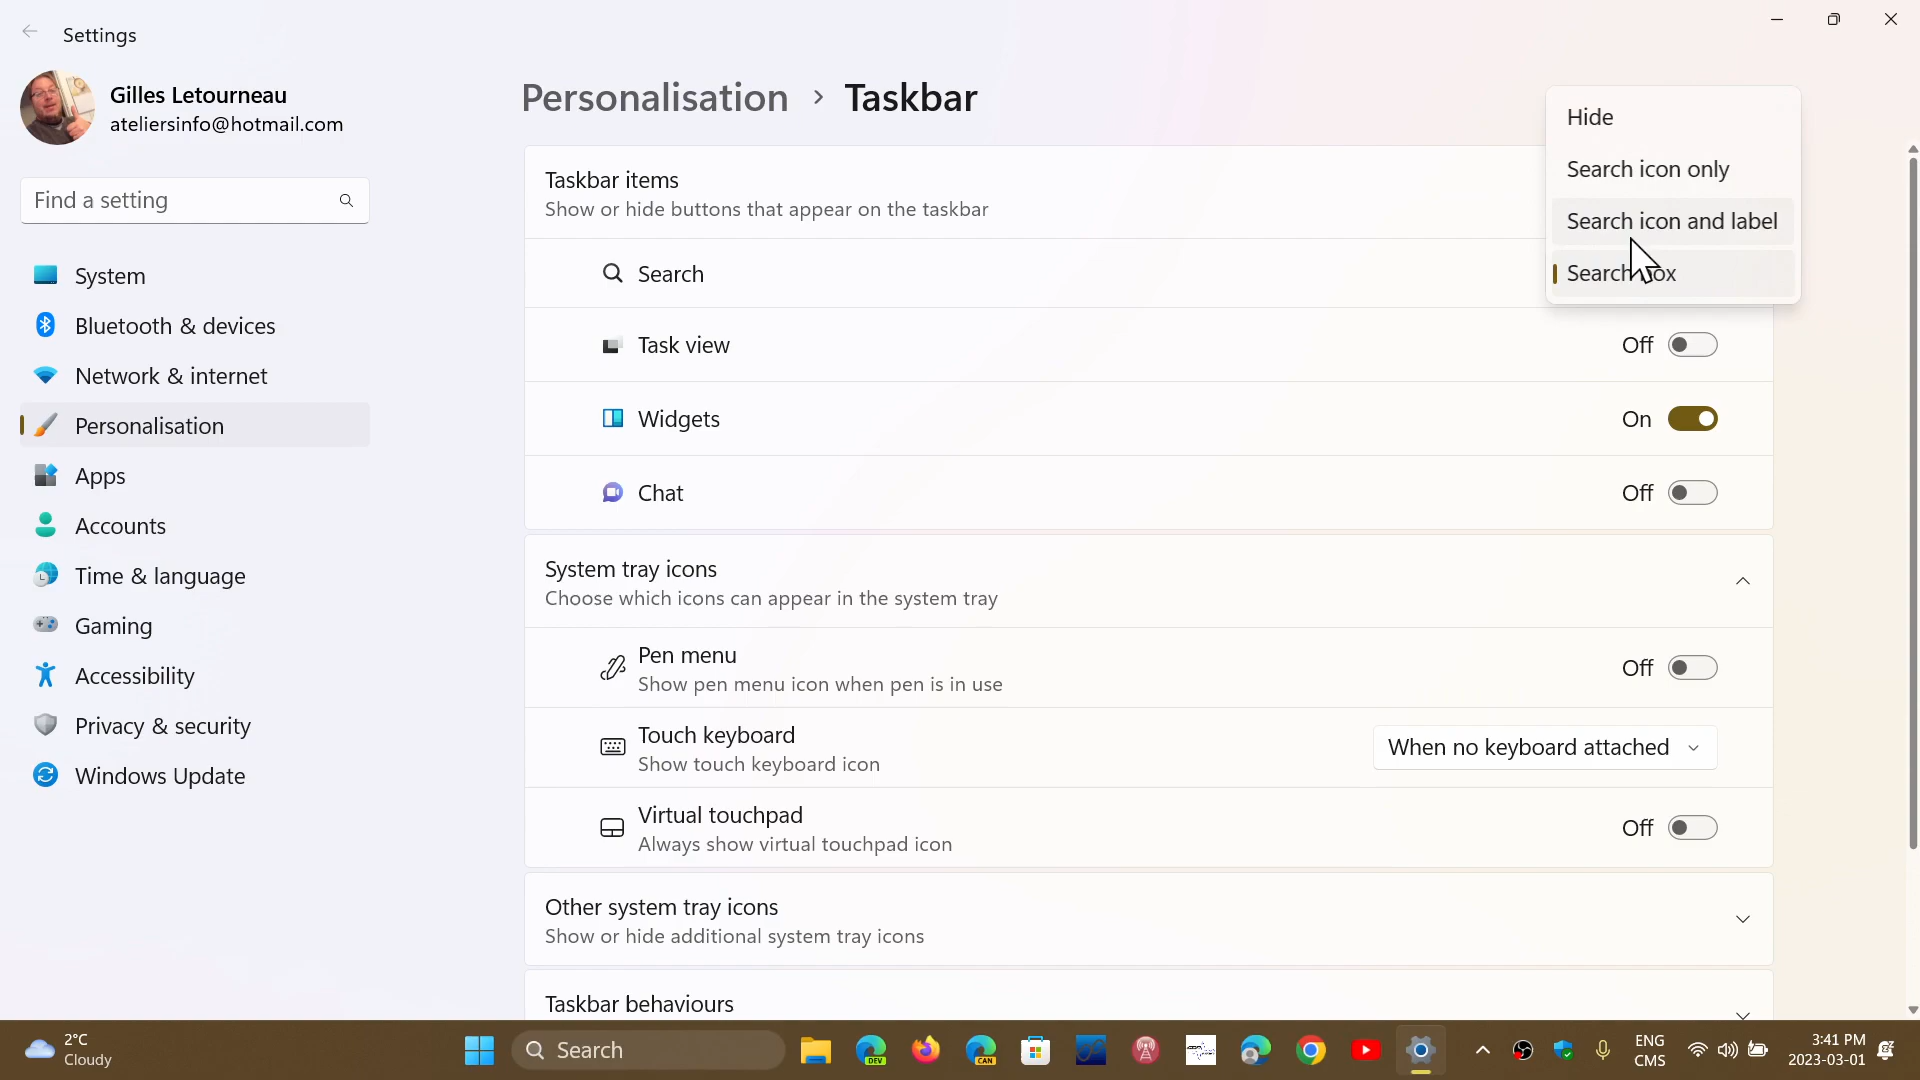 Settings
Gilles Letourneau
ateliersinfo@hotmail.com
Find a setting
System
Bluetooth & devices
Network & internet
Personalisation
Apps
Accounts
Time & language
Gaming
Accessibility
Privacy & security
Windows Update
Personalisation > Taskbar
Taskbar items
Show or hide buttons that appear on the taskbar
Search
Hide
Search icon only
Search icon and label
Search box
Task view
Off
Widgets
On
Chat
Off
System tray icons
Choose which icons can appear in the system tray
Pen menu
Show pen menu icon when pen is in use
Off
Touch keyboard
Show touch keyboard icon
When no keyboard attached
Virtual touchpad
Always show virtual touchpad icon
Off
Other system tray icons
Show or hide additional system tray icons
Taskbar behaviours
2°C
Cloudy
Search
DEV
CAN
ENG
CMS
3:41 PM
2023-03-01